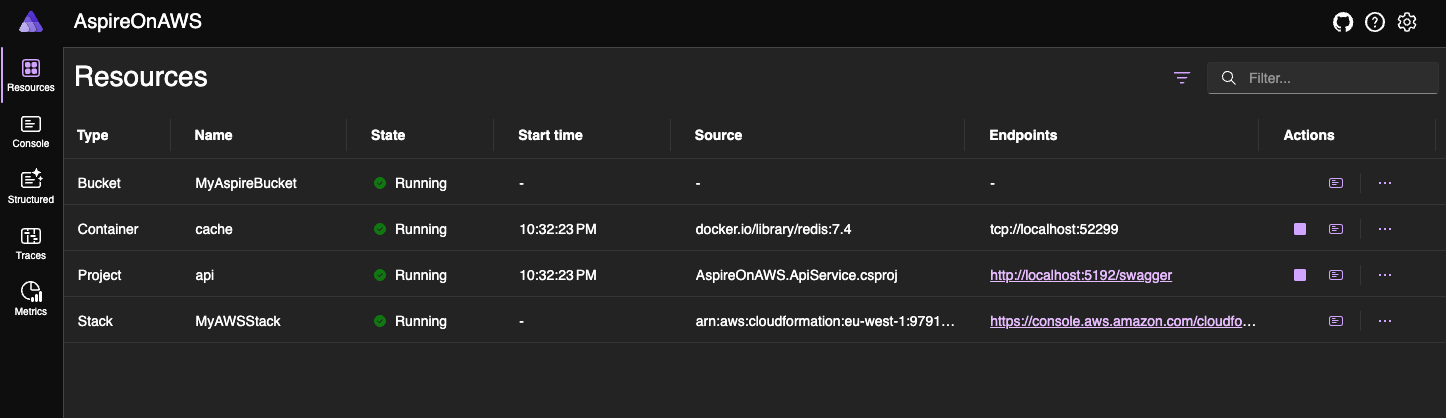 AspireOnAWS
Resources
Console
Structured
Traces
Metrics
Resources
Filter...
Type Name State Start time Source Endpoints Actions
Bucket MyAspireBucket Running - - -
Container cache Running 10:32:23 PM docker.io/library/redis:7.4 tcp://localhost:52299
Project api Running 10:32:23 PM AspireOnAWS.ApiService.csproj http://localhost:5192/swagger
Stack MyAWSStack Running - arn:aws:cloudformation:eu-west-1:9791... https://console.aws.amazon.com/cloudfo...